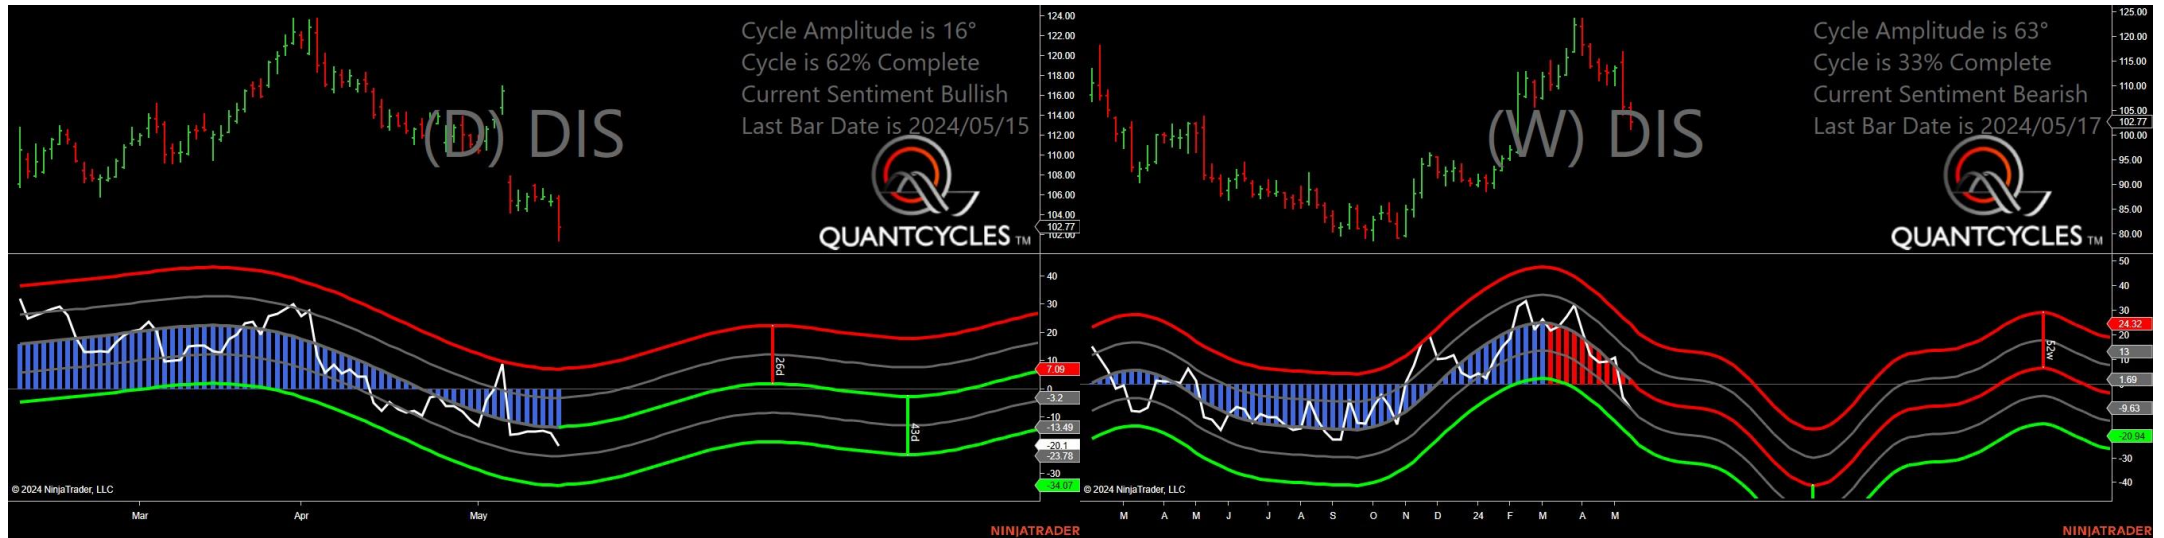 Cycle Amplitude is 16°
Cycle is 62% Complete
Current Sentiment Bullish
Last Bar Date is 2024/05/15
(D) DIS
QUANTCYCLES TM
124.00
122.00
120.00
118.00
116.00
114.00
112.00
110.00
108.00
106.00
104.00
102.77
102.00
40
30
20
10
7.09
0
-3.2
-10
-13.49
-20.1
-23.78
-30
-34.07
26d
43d
© 2024 NinjaTrader, LLC
Mar Apr May
NINJATRADER
Cycle Amplitude is 63°
Cycle is 33% Complete
Current Sentiment Bearish
Last Bar Date is 2024/05/17
(W) DIS
QUANTCYCLES TM
125.00
120.00
115.00
110.00
105.00
102.77
100.00
95.00
90.00
85.00
80.00
50
40
30
24.32
13
10
1.69
-9.63
-20.94
-30
-40
52w
© 2024 NinjaTrader, LLC
M A M J J A S O N D 24 F M A M
NINJATRADER